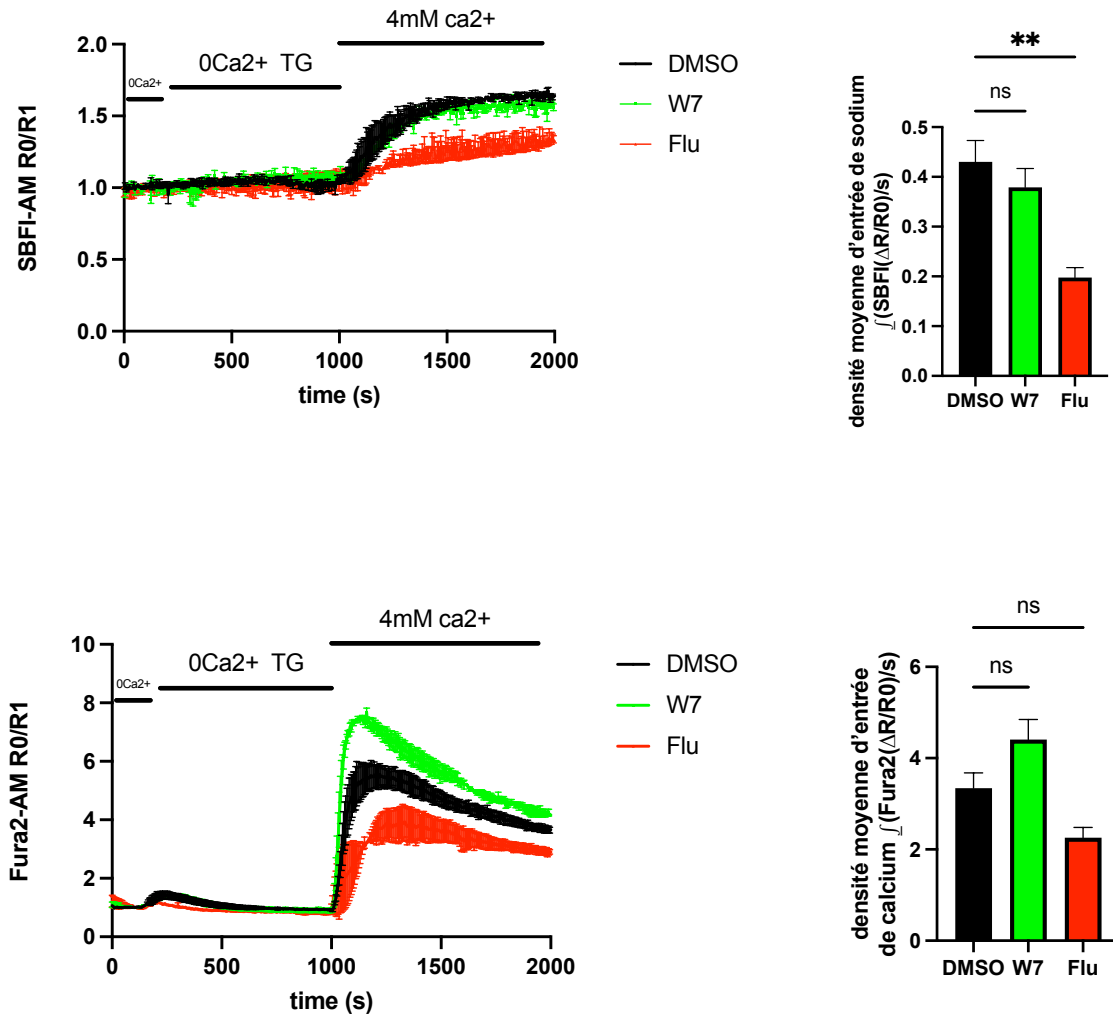 4mM ca2+
0Ca2+ TG
0Ca2+
2.0
1.5
1.0
0.5
0.0
SBFI-AM R0/R1
0
500
1000
1500
2000
time (s)
DMSO
W7
Flu
**
ns
0.5
0.4
0.3
0.2
0.1
0.0
densité moyenne d’entrée de sodium
∫(SBFI(ΔR/R0)/s)
DMSO
W7
Flu
4mM ca2+
0Ca2+ TG
0Ca2+
10
8
6
4
2
0
Fura2-AM R0/R1
0
500
1000
1500
2000
time (s)
DMSO
W7
Flu
ns
ns
6
4
2
0
densité moyenne d’entrée
de calcium ∫(Fura2(ΔR/R0)/s)
DMSO
W7
Flu